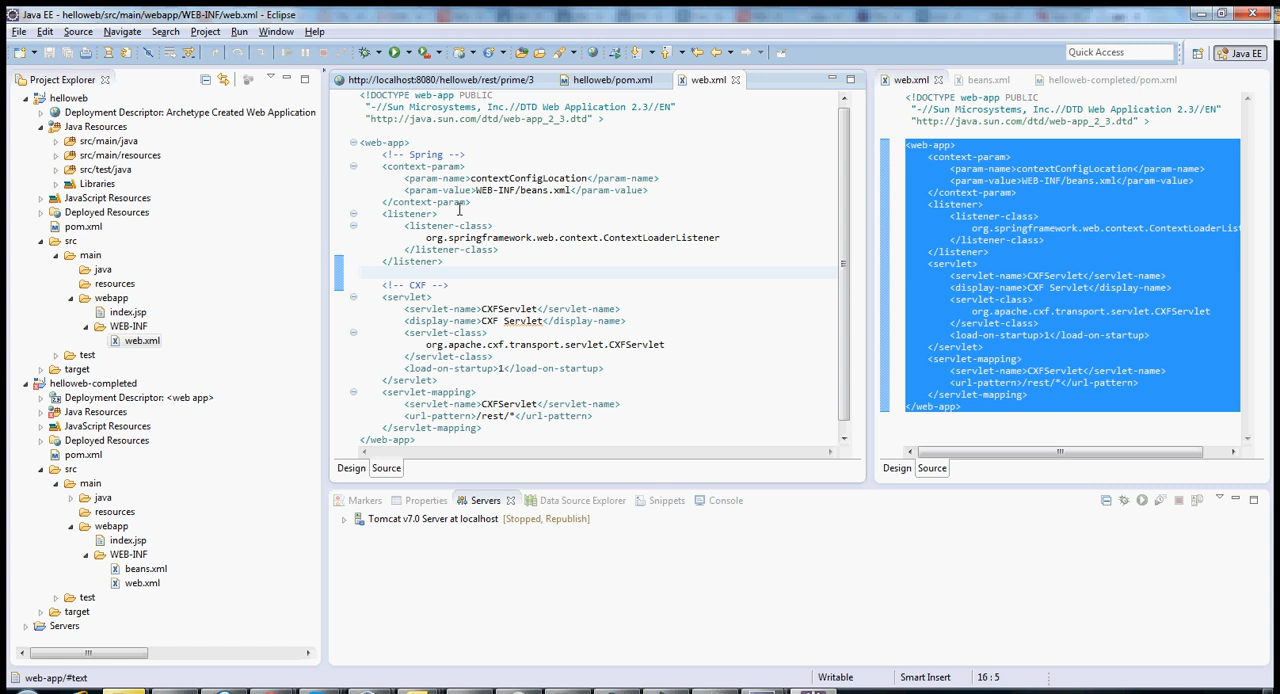 Java EE - helloweb/src/main/webapp/WEB-INF/web.xml - Eclipse
File Edit Source Navigate Search Project Run Window Help
Quick Access
Java EE
Project Explorer
helloweb
Deployment Descriptor: Archetype Created Web Application
Java Resources
src/main/java
src/main/resources
src/test/java
Libraries
JavaScript Resources
Deployed Resources
pom.xml
src
main
java
resources
webapp
index.jsp
WEB-INF
web.xml
test
target
helloweb-completed
Deployment Descriptor: <web app>
Java Resources
JavaScript Resources
Deployed Resources
pom.xml
src
main
java
resources
webapp
index.jsp
WEB-INF
beans.xml
web.xml
test
target
Servers
http://localhost:8080/helloweb/rest/prime/3 helloweb/pom.xml web.xml
<!DOCTYPE web-app PUBLIC
"-//Sun Microsystems, Inc.//DTD Web Application 2.3//EN"
"http://java.sun.com/dtd/web-app_2_3.dtd" >
<web-app>
<!-- Spring -->
<context-param>
<param-name>contextConfigLocation</param-name>
<param-value>WEB-INF/beans.xml</param-value>
</context-param>
<listener>
<listener-class>
org.springframework.web.context.ContextLoaderListener
</listener-class>
</listener>
<!-- CXF -->
<servlet>
<servlet-name>CXFServlet</servlet-name>
<display-name>CXF Servlet</display-name>
<servlet-class>
org.apache.cxf.transport.servlet.CXFServlet
</servlet-class>
<load-on-startup>1</load-on-startup>
</servlet>
<servlet-mapping>
<servlet-name>CXFServlet</servlet-name>
<url-pattern>/rest/*</url-pattern>
</servlet-mapping>
</web-app>
Design Source
web.xml beans.xml helloweb-completed/pom.xml
<!DOCTYPE web-app PUBLIC
"-//Sun Microsystems, Inc.//DTD Web Application 2.3//EN"
"http://java.sun.com/dtd/web-app_2_3.dtd" >
<web-app>
<context-param>
<param-name>contextConfigLocation</param-name>
<param-value>WEB-INF/beans.xml</param-value>
</context-param>
<listener>
<listener-class>
org.springframework.web.context.ContextLoaderLis
</listener-class>
</listener>
<servlet>
<servlet-name>CXFServlet</servlet-name>
<display-name>CXF Servlet</display-name>
<servlet-class>
org.apache.cxf.transport.servlet.CXFServlet
</servlet-class>
<load-on-startup>1</load-on-startup>
</servlet>
<servlet-mapping>
<servlet-name>CXFServlet</servlet-name>
<url-pattern>/rest/*</url-pattern>
</servlet-mapping>
</web-app>
Design Source
Markers Properties Servers Data Source Explorer Snippets Console
Tomcat v7.0 Server at localhost [Stopped, Republish]
web-app/#text
Writable Smart Insert 16 : 5